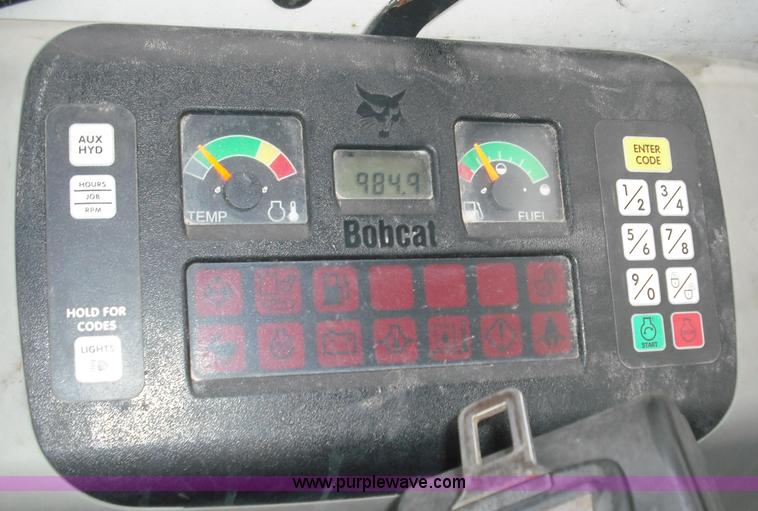 AUX
HYD
HOURS
JOB
RPM
HOLD FOR
CODES
LIGHTS
TEMP
984.9
Bobcat
FUEL
ENTER
CODE
1/2
3/4
5/6
7/8
9/0
START
www.purplewave.com